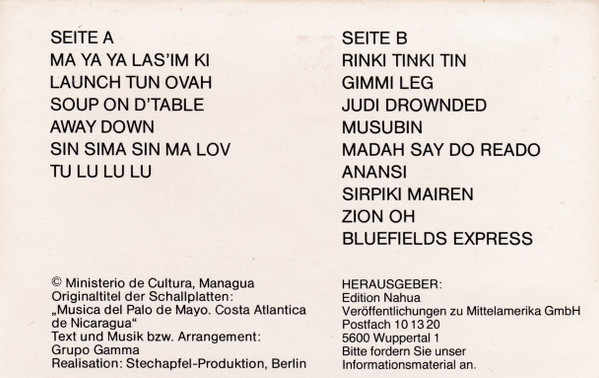 SEITE A
MA YA YA LAS'IM KI
LAUNCH TUN OVAH
SOUP ON D'TABLE
AWAY DOWN
SIN SIMA SIN MA LOV
TU LU LU LU
SEITE B
RINKI TINKI TIN
GIMMI LEG
JUDI DROWNDED
MUSUBIN
MADAH SAY DO READO
ANANSI
SIRPIKI MAIREN
ZION OH
BLUEFIELDS EXPRESS
© Ministerio de Cultura, Managua
Originaltitel der Schallplatten:
„Musica del Palo de Mayo. Costa Atlantica
de Nicaragua“
Text und Musik bzw. Arrangement:
Grupo Gamma
Realisation: Stechapfel-Produktion, Berlin
HERAUSGEBER:
Edition Nahua
Veröffentlichungen zu Mittelamerika GmbH
Postfach 10 13 20
5600 Wuppertal 1
Bitte fordern Sie unser
Informationsmaterial an.